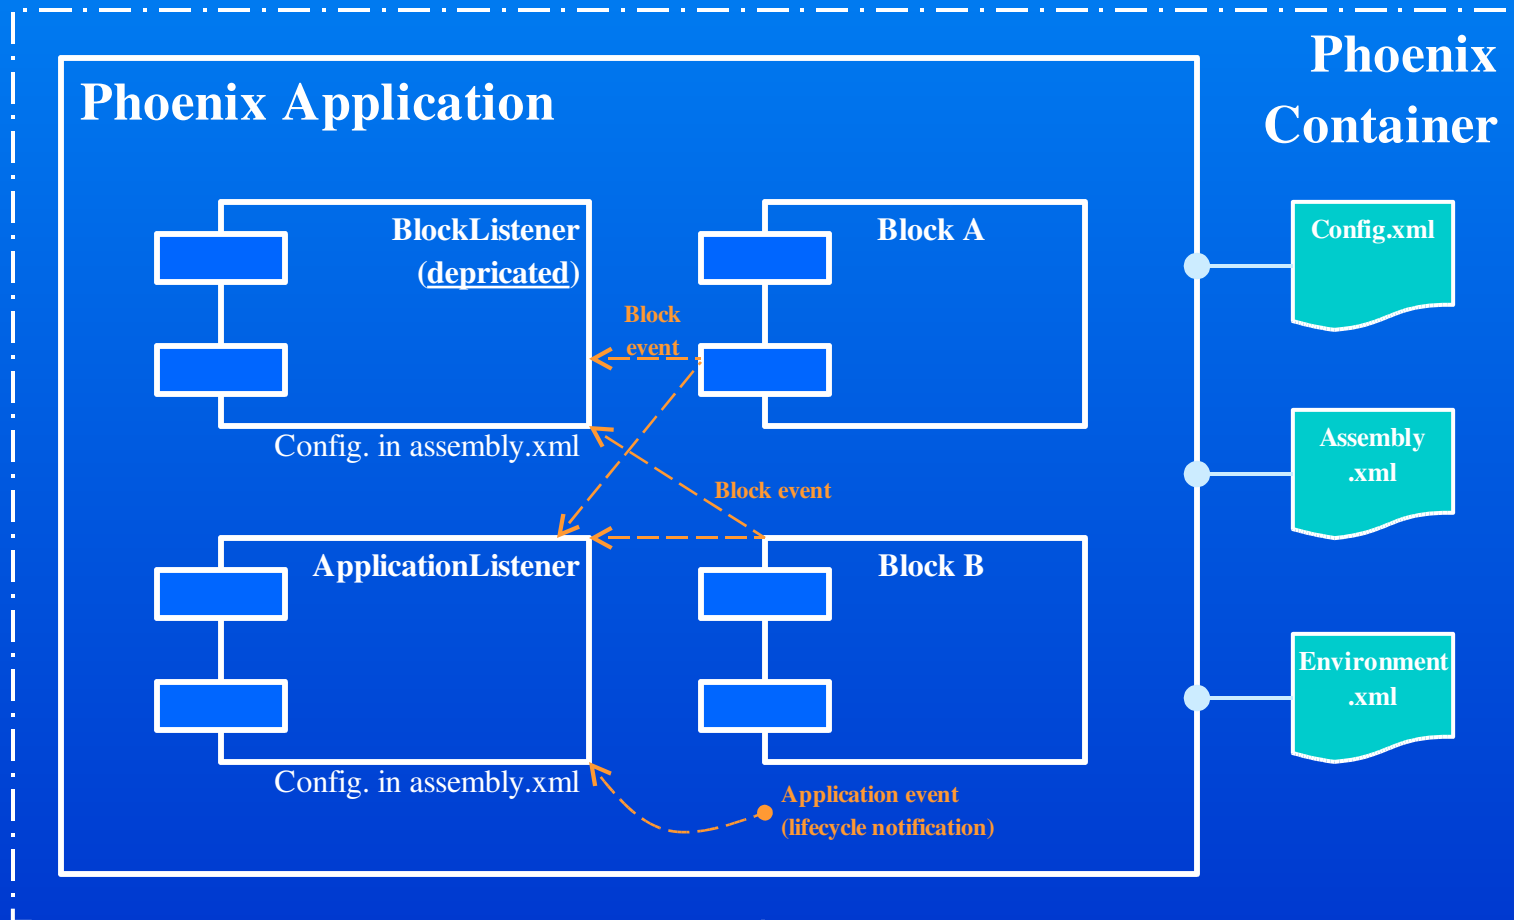 Phoenix
Container
Phoenix Application
BlockListener
(depricated)
Block A
Config.xml
Block
event
Config. in assembly.xml
Assembly
.xml
Block event
ApplicationListener
Block B
Environment
.xml
Config. in assembly.xml
Application event
(lifecycle notification)